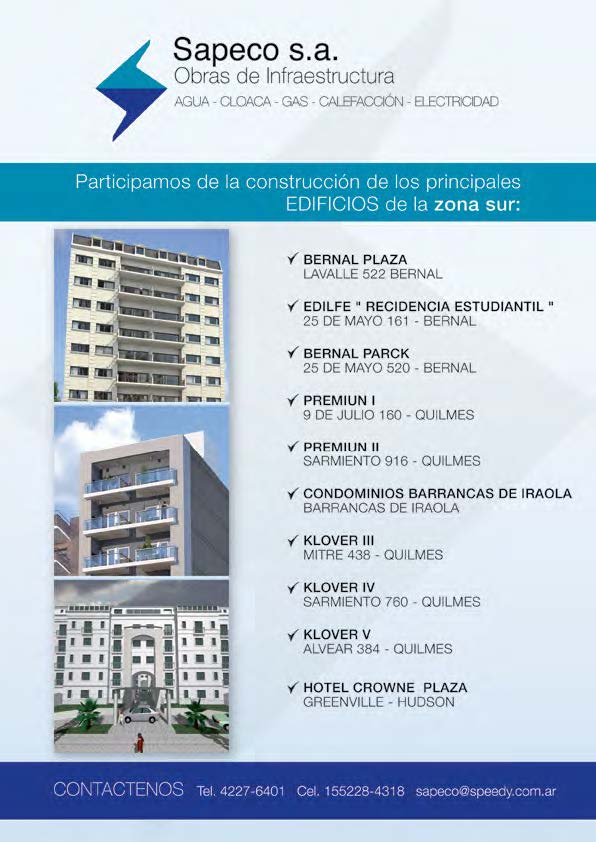 Sapeco s.a.
Obras de Infraestructura
AGUA - CLOACA - GAS - CALEFACCIÓN - ELECTRICIDAD
Participamos de la construcción de los principales
EDIFICIOS de la zona sur:
BERNAL PLAZA
LAVALLE 522 BERNAL
EDILFE " RECIDENCIA ESTUDIANTIL "
25 DE MAYO 161 - BERNAL
BERNAL PARCK
25 DE MAYO 520 - BERNAL
PREMIUN I
9 DE JULIO 160 - QUILMES
PREMIUN II
SARMIENTO 916 - QUILMES
CONDOMINIOS BARRANCAS DE IRAOLA
BARRANCAS DE IRAOLA
KLOVER III
MITRE 438 - QUILMES
KLOVER IV
SARMIENTO 760 - QUILMES
KLOVER V
ALVEAR 384 - QUILMES
HOTEL CROWNE PLAZA
GREENVILLE - HUDSON
CONTACTENOS Tel. 4227-6401 Cel. 155228-4318 sapeco@speedy.com.ar